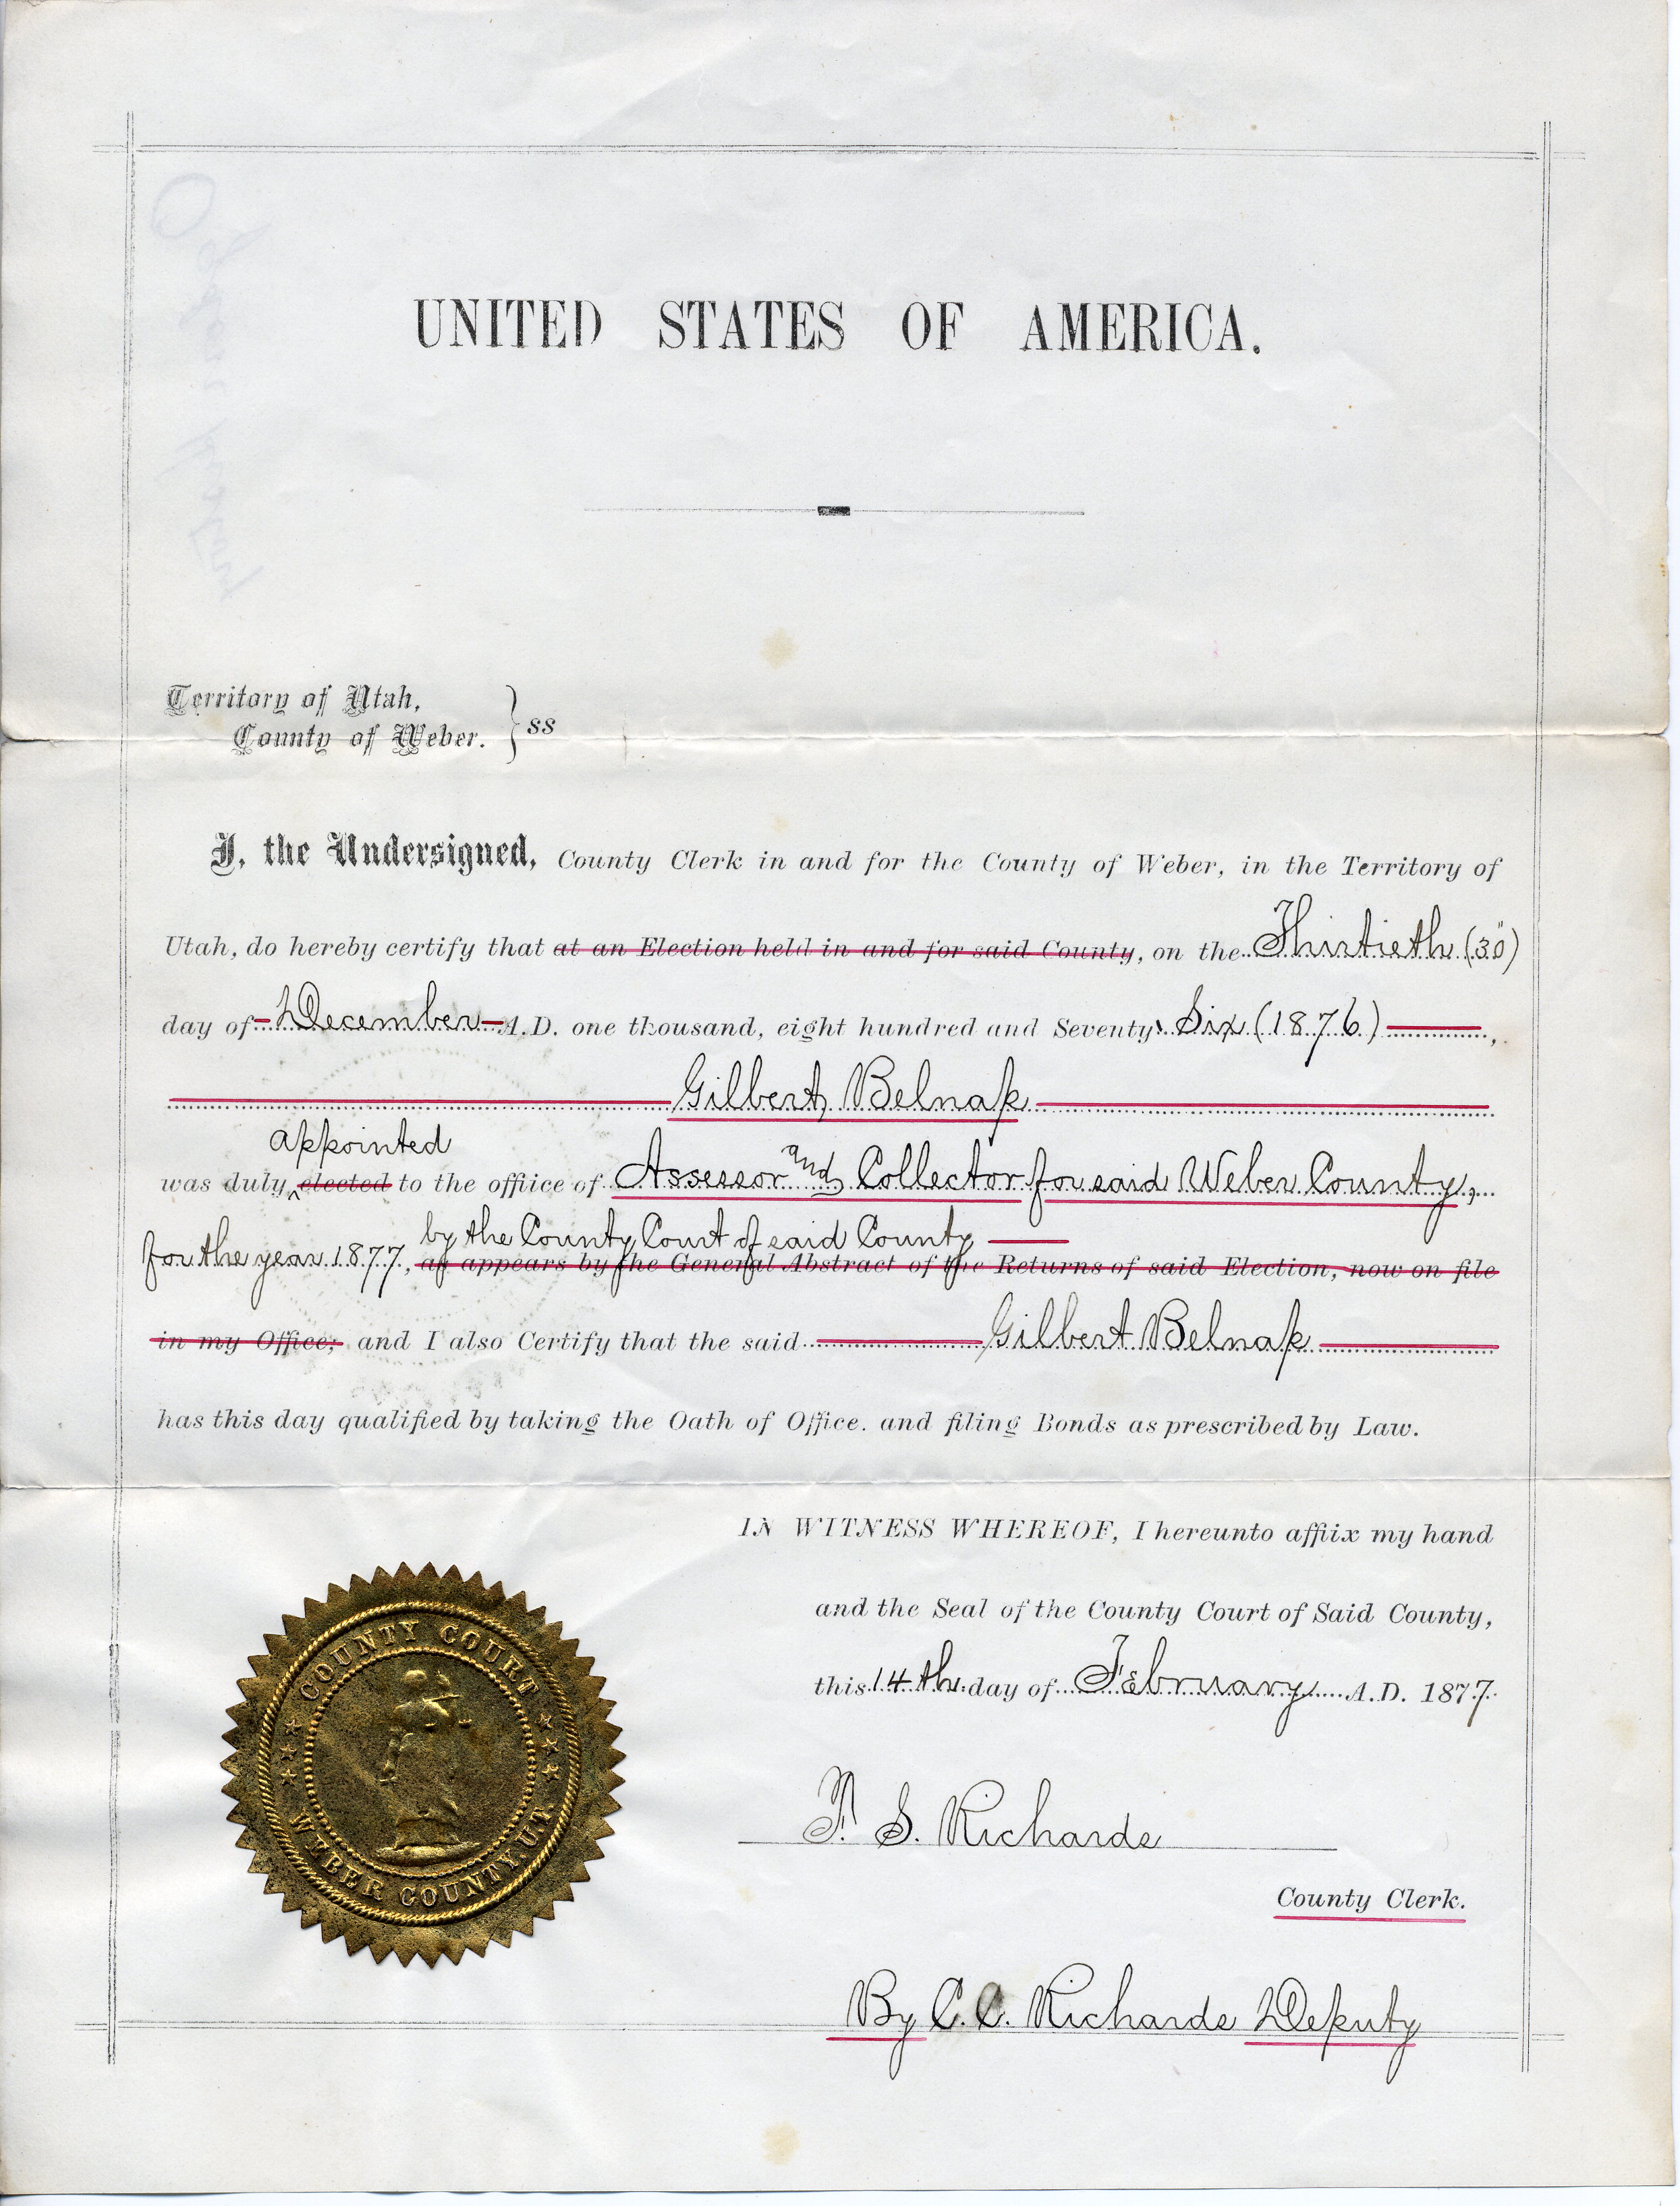 UNITED STATES OF AMERICA.
Territory of Utah,
County of Weber. } ss
I, the Undersigned, County Clerk in and for the County of Weber, in the Territory of
Utah, do hereby certify that at an Election held in and for said County, on the Thirtieth (30)
day of December A.D. one thousand, eight hundred and Seventy Six (1876),
Gilbert Belnap
appointed
was duly elected to the offiice of Assessor and Collector for said Weber County,
by the County Court of said County
for the year 1877, as appears by the General Abstract of the Returns of said Election, now on file
in my Office; and I also Certify that the said Gilbert Belnap
has this day qualified by taking the Oath of Office. and filing Bonds as prescribed by Law.
IN WITNESS WHEREOF, I hereunto affiix my hand
and the Seal of the County Court of Said County,
this 14th day of February A.D. 1877.
F. S. Richards
County Clerk.
By C. C. Richards Deputy
COUNTY COURT
WEBER COUNTY U.T.